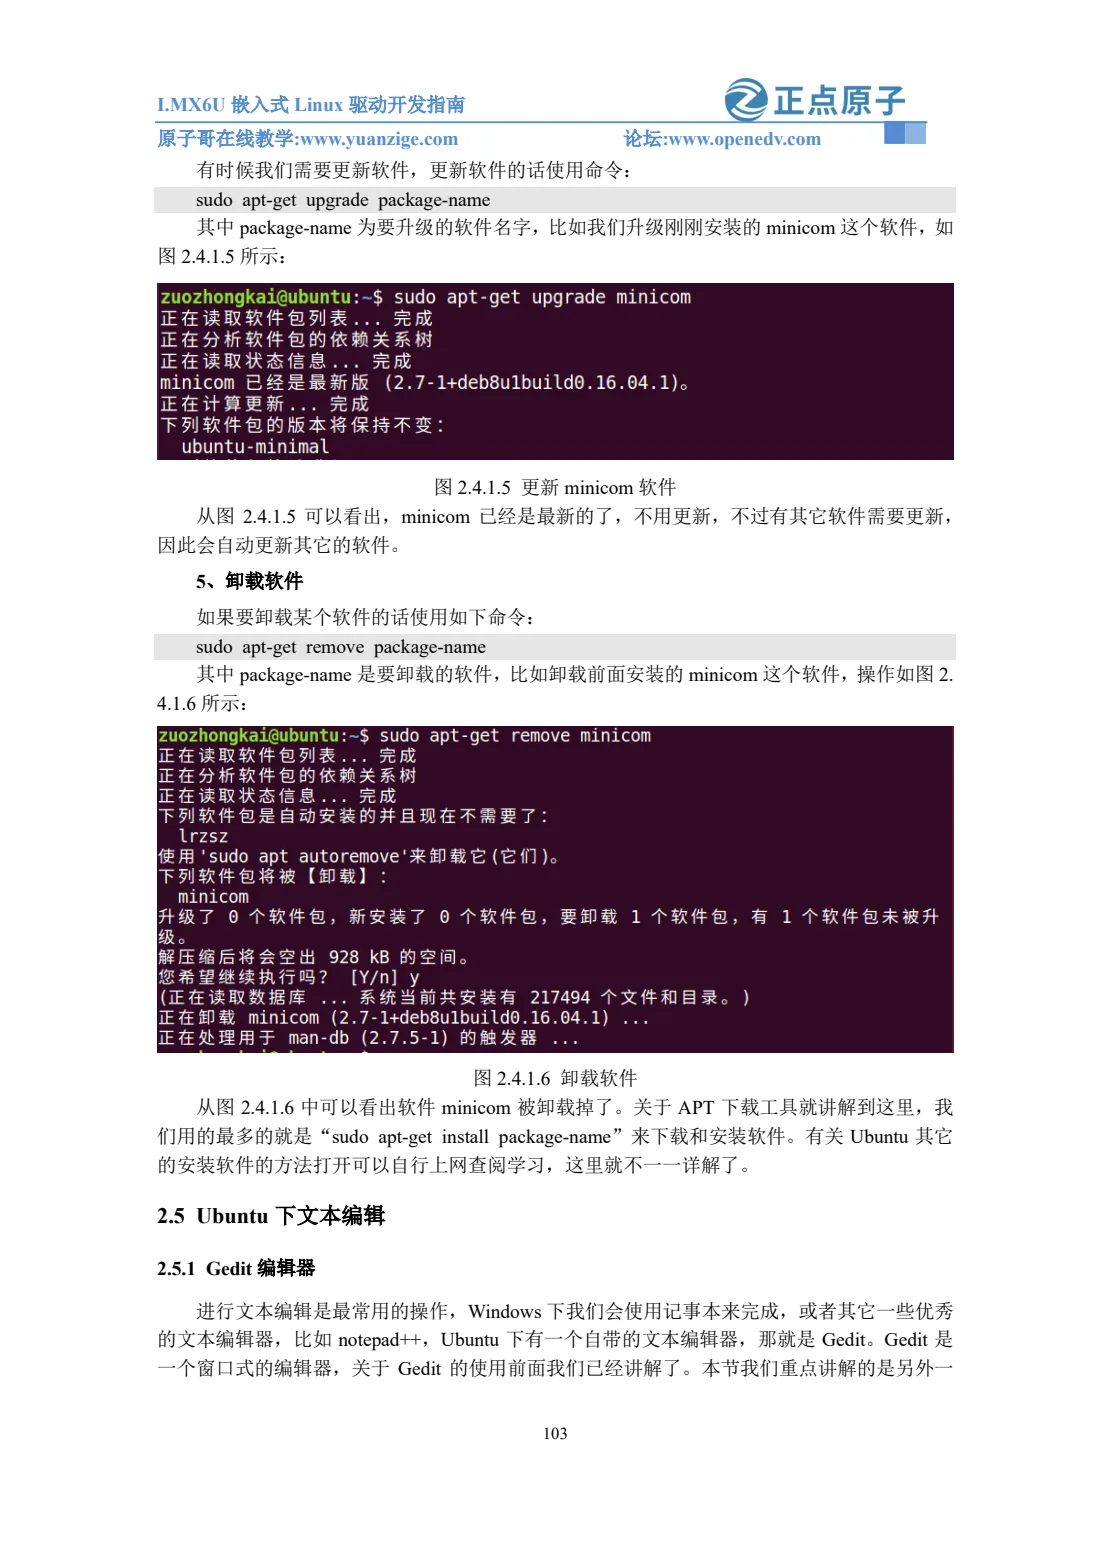 I.MX6U 嵌入式 Linux 驱动开发指南
正点原子
原子哥在线教学:www.yuanzige.com 论坛:www.openedv.com
有时候我们需要更新软件，更新软件的话使用命令：
sudo apt-get upgrade package-name
其中 package-name 为要升级的软件名字，比如我们升级刚刚安装的 minicom 这个软件，如
图 2.4.1.5 所示：
zuozhongkai@ubuntu:~$ sudo apt-get upgrade minicom
正在读取软件包列表... 完成
正在分析软件包的依赖关系树
正在读取状态信息... 完成
minicom 已经是最新版 (2.7-1+deb8u1build0.16.04.1)。
正在计算更新... 完成
下列软件包的版本将保持不变：
ubuntu-minimal
图 2.4.1.5 更新 minicom 软件
从图 2.4.1.5 可以看出，minicom 已经是最新的了，不用更新，不过有其它软件需要更新，
因此会自动更新其它的软件。
5、卸载软件
如果要卸载某个软件的话使用如下命令：
sudo apt-get remove package-name
其中 package-name 是要卸载的软件，比如卸载前面安装的 minicom 这个软件，操作如图 2.
4.1.6 所示：
zuozhongkai@ubuntu:~$ sudo apt-get remove minicom
正在读取软件包列表... 完成
正在分析软件包的依赖关系树
正在读取状态信息... 完成
下列软件包是自动安装的并且现在不需要了：
lrzsz
使用'sudo apt autoremove'来卸载它(它们)。
下列软件包将被【卸载】：
minicom
升级了 0 个软件包，新安装了 0 个软件包，要卸载 1 个软件包，有 1 个软件包未被升
级。
解压缩后将会空出 928 kB 的空间。
您希望继续执行吗？ [Y/n] y
(正在读取数据库 ... 系统当前共安装有 217494 个文件和目录。)
正在卸载 minicom (2.7-1+deb8u1build0.16.04.1) ...
正在处理用于 man-db (2.7.5-1) 的触发器 ...
图 2.4.1.6 卸载软件
从图 2.4.1.6 中可以看出软件 minicom 被卸载掉了。关于 APT 下载工具就讲解到这里，我
们用的最多的就是“sudo apt-get install package-name”来下载和安装软件。有关 Ubuntu 其它
的安装软件的方法打开可以自行上网查阅学习，这里就不一一详解了。
2.5 Ubuntu 下文本编辑
2.5.1 Gedit 编辑器
进行文本编辑是最常用的操作，Windows 下我们会使用记事本来完成，或者其它一些优秀
的文本编辑器，比如 notepad++，Ubuntu 下有一个自带的文本编辑器，那就是 Gedit。Gedit 是
一个窗口式的编辑器，关于 Gedit 的使用前面我们已经讲解了。本节我们重点讲解的是另外一
103